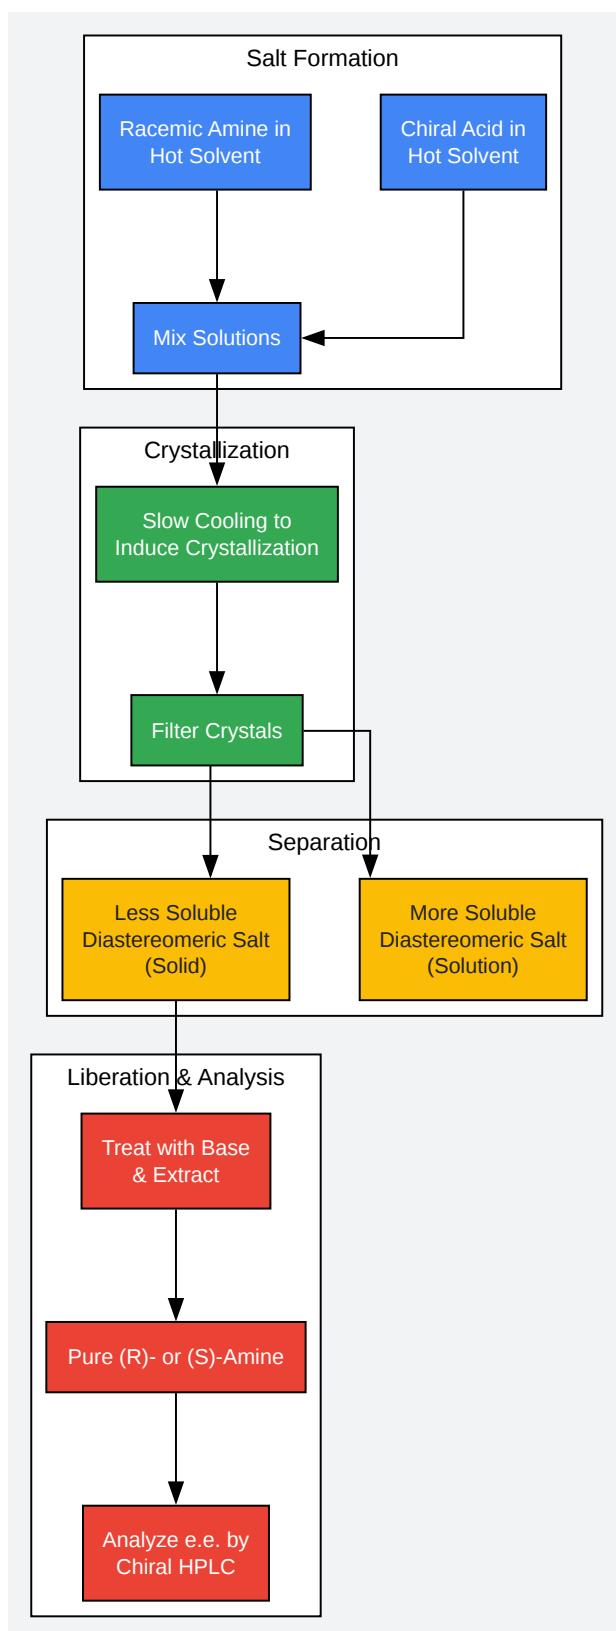 Salt Formation
Racemic Amine in
Hot Solvent
Chiral Acid in
Hot Solvent
Mix Solutions
Crystallization
Slow Cooling to
Induce Crystallization
Filter Crystals
Separation
Less Soluble
Diastereomeric Salt
(Solid)
More Soluble
Diastereomeric Salt
(Solution)
Liberation & Analysis
Treat with Base
& Extract
Pure (R)- or (S)-Amine
Analyze e.e. by
Chiral HPLC